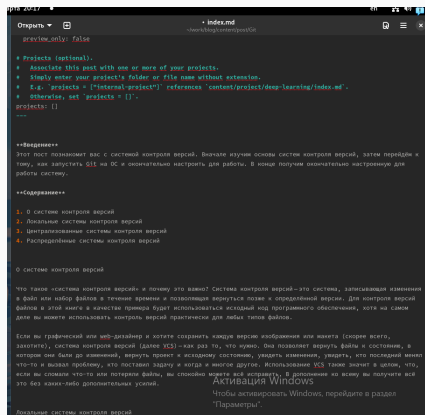 арта 20:17
en
Открыть
• index.md
~/work/blog/content/post/Git
preview_only: false
# Projects (optional).
#   Associate this post with one or more of your projects.
#   Simply enter your project's folder or file name without extension.
#   E.g. `projects = ["internal-project"]` references `content/project/deep-learning/index.md`.
#   Otherwise, set `projects = []`.
projects: []
---
**Введение**
Этот пост познакомит вас с системой контроля версий. Вначале изучим основы систем контроля версий, затем перейдём к
тому, как запустить Git на ОС и окончательно настроить для работы. В конце получим окончательно настроенную для
работы систему.
**Содержание**
1. О системе контроля версий
2. Локальные системы контроля версий
3. Централизованные системы контроля версий
4. Распределённые системы контроля версий
О системе контроля версий
Что такое «система контроля версий» и почему это важно? Система контроля версий — это система, записывающая изменения
в файл или набор файлов в течение времени и позволяющая вернуться позже к определённой версии. Для контроля версий
файлов в этой книге в качестве примера будет использоваться исходный код программного обеспечения, хотя на самом
деле вы можете использовать контроль версий практически для любых типов файлов.
Если вы графический или web-дизайнер и хотите сохранить каждую версию изображения или макета (скорее всего,
захотите), система контроля версий (далее VCS) — как раз то, что нужно. Она позволяет вернуть файлы к состоянию, в
котором они были до изменений, вернуть проект к исходному состоянию, увидеть изменения, увидеть, кто последний менял
что-то и вызвал проблему, кто поставил задачу и когда и многое другое. Использование VCS также значит в целом, что,
если вы сломали что-то или потеряли файлы, вы спокойно можете всё исправить. В дополнение ко всему вы получите всё
это без каких-либо дополнительных усилий.
Активация Windows
Чтобы активировать Windows, перейдите в раздел
"Параметры".
Локальные системы контроля версий